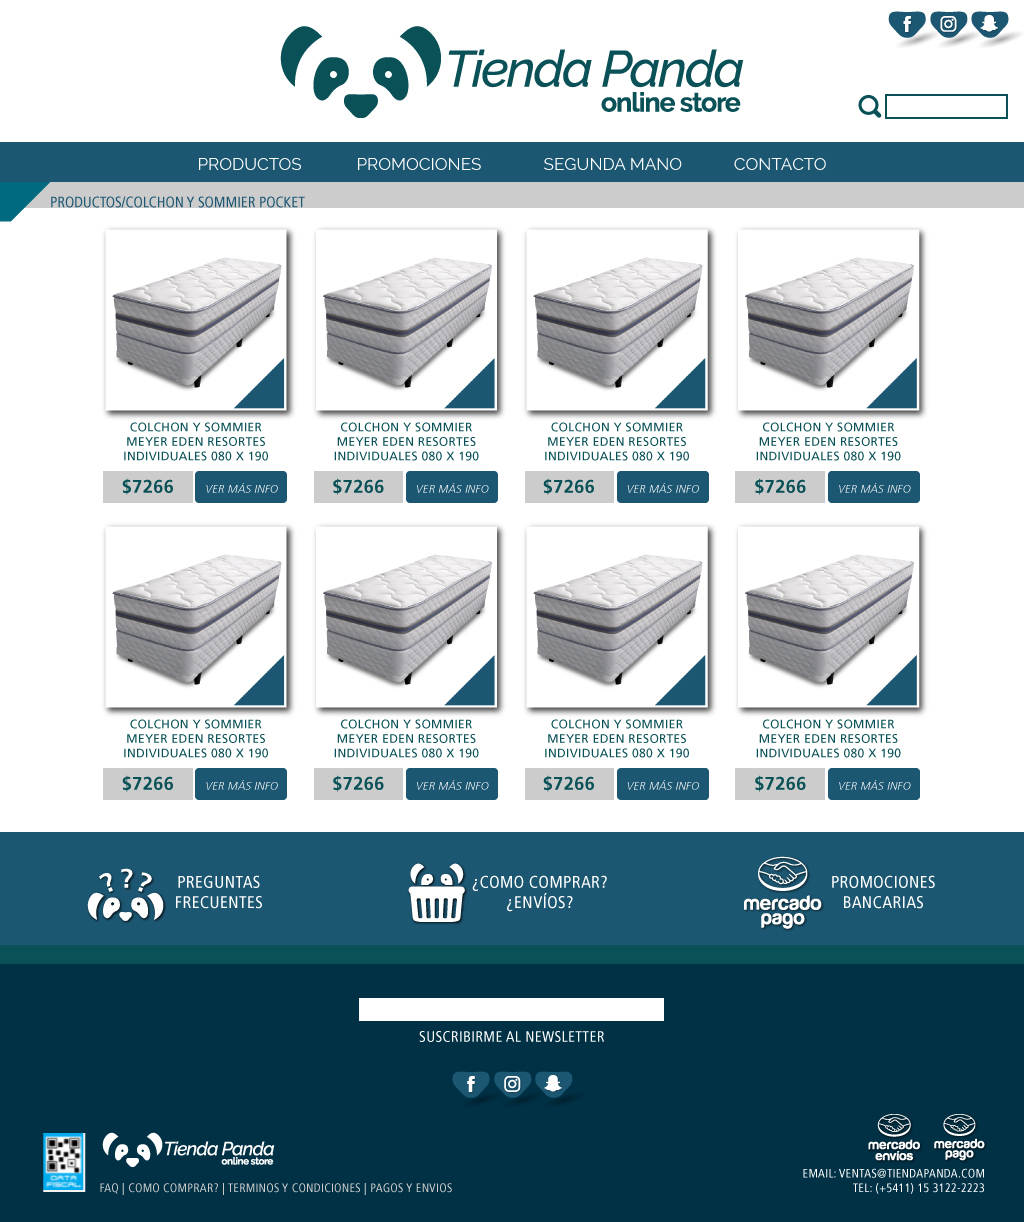 Tienda Panda
online store
PRODUCTOS PROMOCIONES SEGUNDA MANO CONTACTO
PRODUCTOS/COLCHON Y SOMMIER POCKET
COLCHON Y SOMMIER
MEYER EDEN RESORTES
INDIVIDUALES 080 X 190
$7266 VER MÁS INFO
COLCHON Y SOMMIER
MEYER EDEN RESORTES
INDIVIDUALES 080 X 190
$7266 VER MÁS INFO
COLCHON Y SOMMIER
MEYER EDEN RESORTES
INDIVIDUALES 080 X 190
$7266 VER MÁS INFO
COLCHON Y SOMMIER
MEYER EDEN RESORTES
INDIVIDUALES 080 X 190
$7266 VER MÁS INFO
COLCHON Y SOMMIER
MEYER EDEN RESORTES
INDIVIDUALES 080 X 190
$7266 VER MÁS INFO
COLCHON Y SOMMIER
MEYER EDEN RESORTES
INDIVIDUALES 080 X 190
$7266 VER MÁS INFO
COLCHON Y SOMMIER
MEYER EDEN RESORTES
INDIVIDUALES 080 X 190
$7266 VER MÁS INFO
COLCHON Y SOMMIER
MEYER EDEN RESORTES
INDIVIDUALES 080 X 190
$7266 VER MÁS INFO
???
PREGUNTAS
FRECUENTES
¿COMO COMPRAR?
¿ENVÍOS?
mercado
pago
PROMOCIONES
BANCARIAS
SUSCRIBIRME AL NEWSLETTER
DATA
FISCAL
Tienda Panda
online store
FAQ | COMO COMPRAR? | TERMINOS Y CONDICIONES | PAGOS Y ENVIOS
mercado
envíos
mercado
pago
EMAIL: VENTAS@TIENDAPANDA.COM
TEL: (+5411) 15 3122-2223